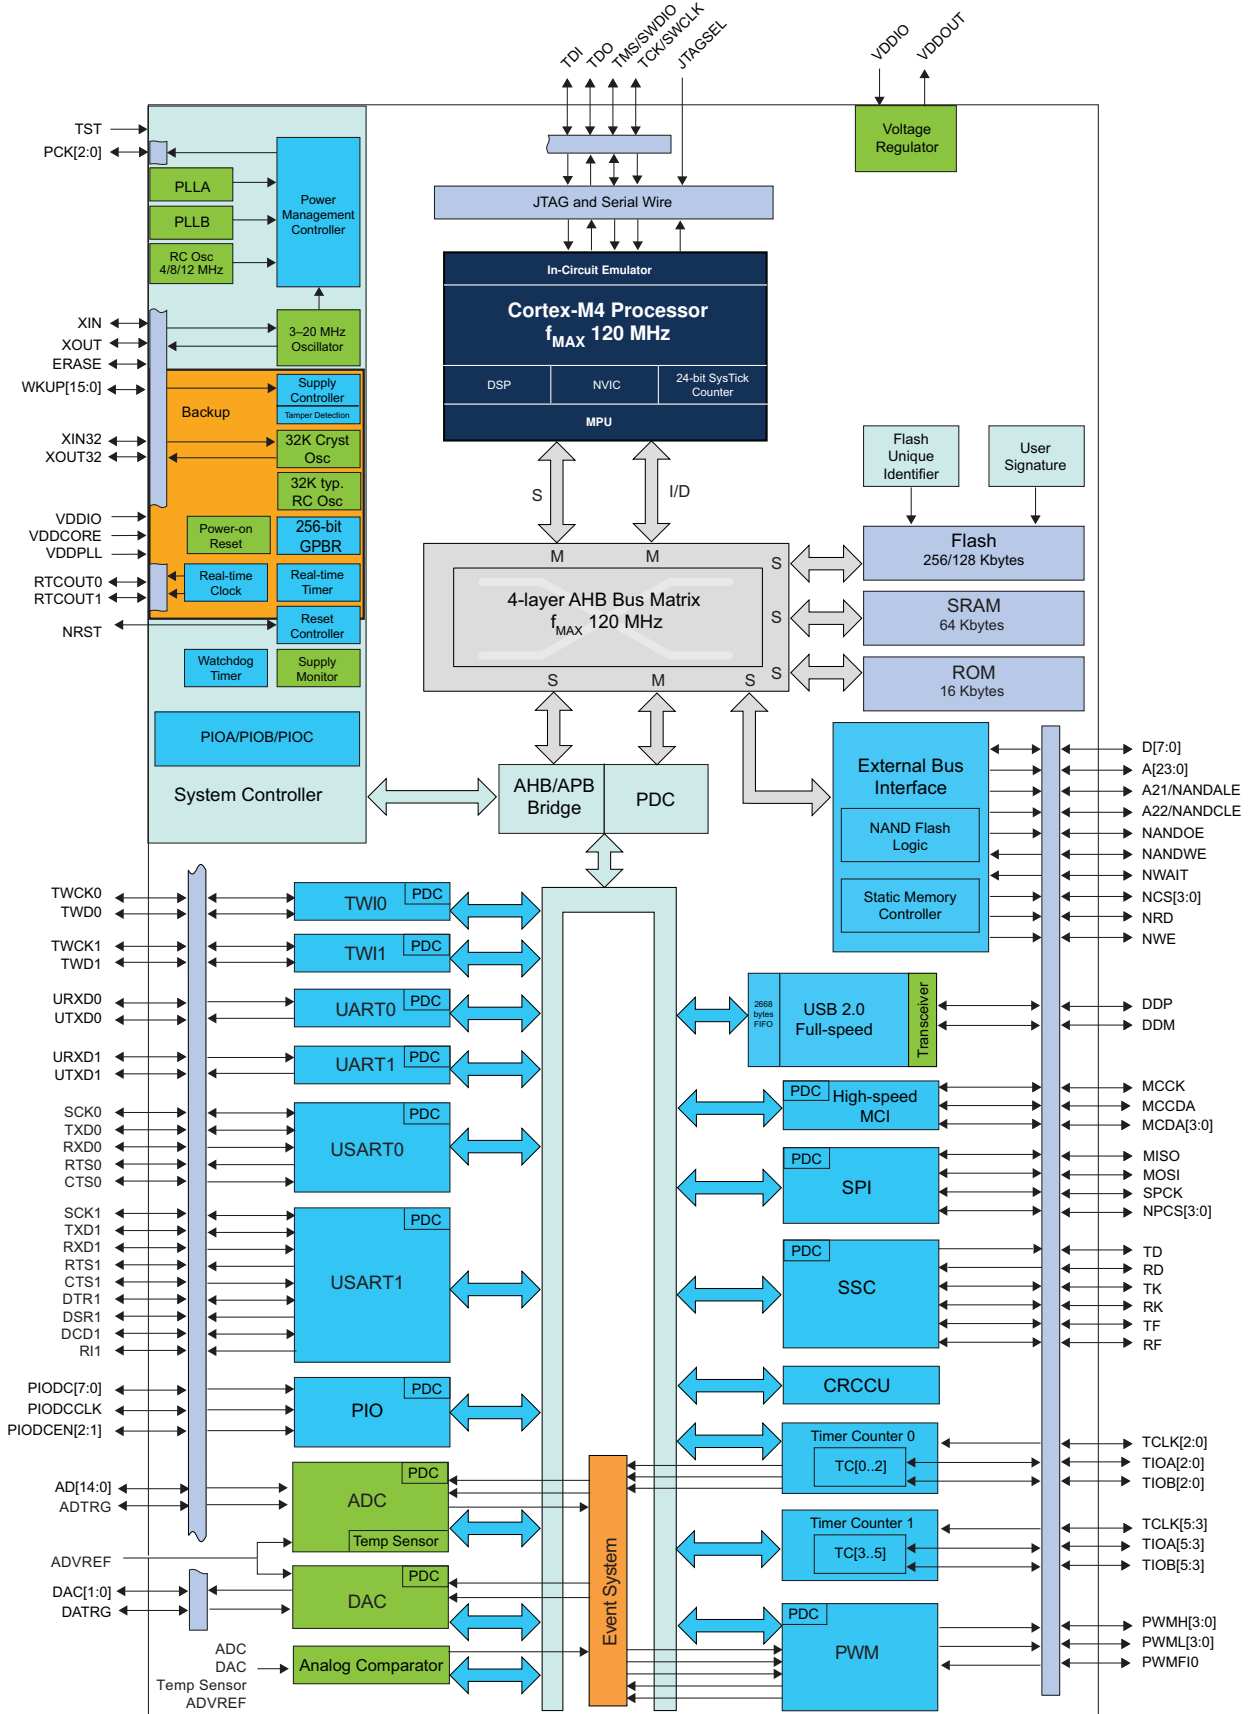 TDI
TDO
TMS/SWDIO
TCK/SWCLK
JTAGSEL
VDDIO
VDDOUT
Voltage
Regulator
TST
PCK[2:0]
PLLA
PLLB
RC Osc
4/8/12 MHz
Power
Management
Controller
XIN
XOUT
ERASE
WKUP[15:0]
3–20 MHz
Oscillator
Supply
Controller
Tamper Detection
Backup
XIN32
XOUT32
32K Cryst
Osc
32K typ.
RC Osc
VDDIO
VDDCORE
VDDPLL
Power-on
Reset
256-bit
GPBR
RTCOUT0
RTCOUT1
Real-time
Clock
Real-time
Timer
NRST
Reset
Controller
Watchdog
Timer
Supply
Monitor
PIOA/PIOB/PIOC
System Controller
JTAG and Serial Wire
In-Circuit Emulator
Cortex-M4 Processor
fMAX 120 MHz
DSP
NVIC
24-bit SysTick
Counter
MPU
S
I/D
M
M
S
4-layer AHB Bus Matrix
fMAX 120 MHz
S
S
S
M
S
Flash
Unique
Identifier
User
Signature
Flash
256/128 Kbytes
SRAM
64 Kbytes
ROM
16 Kbytes
AHB/APB
Bridge
PDC
External Bus
Interface
NAND Flash
Logic
Static Memory
Controller
D[7:0]
A[23:0]
A21/NANDALE
A22/NANDCLE
NANDOE
NANDWE
NWAIT
NCS[3:0]
NRD
NWE
TWCK0
TWD0
TWI0
PDC
TWCK1
TWD1
TWI1
PDC
URXD0
UTXD0
UART0
PDC
URXD1
UTXD1
UART1
PDC
SCK0
TXD0
RXD0
RTS0
CTS0
USART0
PDC
SCK1
TXD1
RXD1
RTS1
CTS1
DTR1
DSR1
DCD1
RI1
USART1
PDC
PIODC[7:0]
PIODCCLK
PIODCEN[2:1]
PIO
PDC
AD[14:0]
ADTRG
ADC
PDC
Temp Sensor
ADVREF
DAC[1:0]
DATRG
DAC
PDC
ADC
DAC
Temp Sensor
ADVREF
Analog Comparator
Event System
2668
bytes
FIFO
USB 2.0
Full-speed
Transceiver
DDP
DDM
PDC
High-speed
MCI
MCCK
MCCDA
MCDA[3:0]
PDC
SPI
MISO
MOSI
SPCK
NPCS[3:0]
PDC
SSC
TD
RD
TK
RK
TF
RF
CRCCU
Timer Counter 0
TC[0..2]
TCLK[2:0]
TIOA[2:0]
TIOB[2:0]
Timer Counter 1
TC[3..5]
TCLK[5:3]
TIOA[5:3]
TIOB[5:3]
PDC
PWM
PWMH[3:0]
PWML[3:0]
PWMFI0